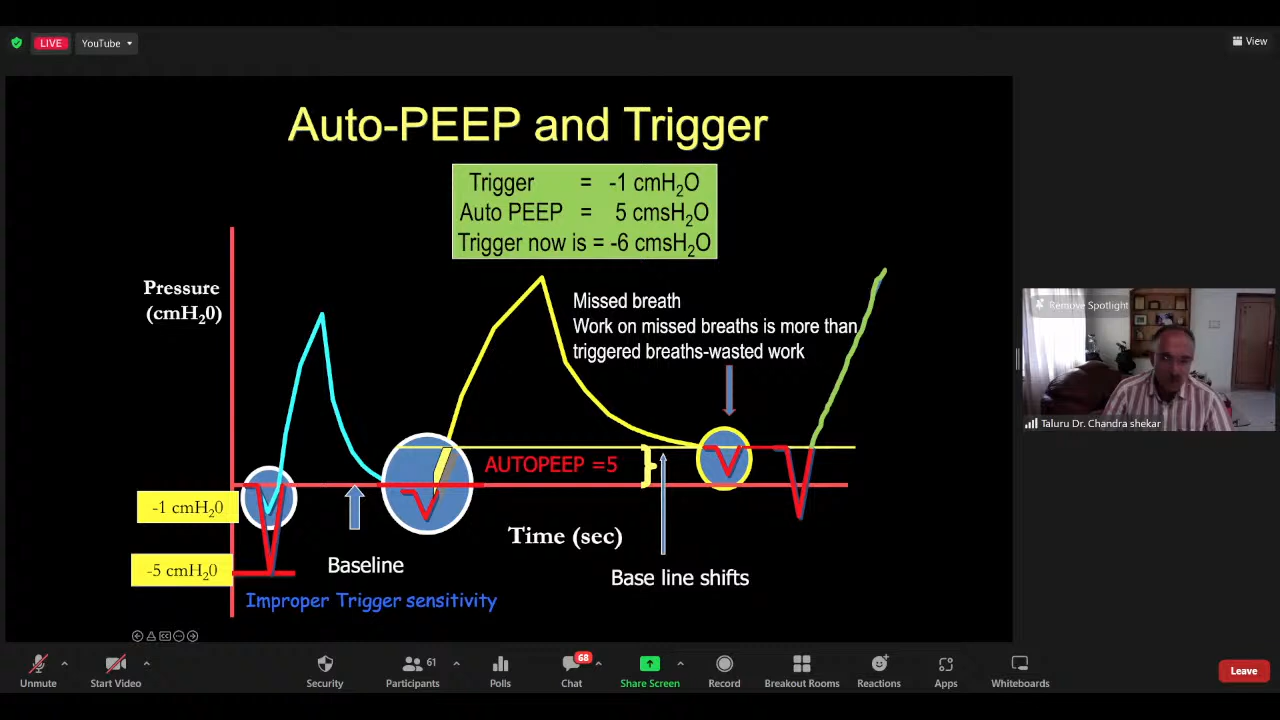 LIVE
YouTube
View
Auto-PEEP and Trigger
Trigger = -1 cmH2O
Auto PEEP = 5 cmsH2O
Trigger now is = -6 cmsH2O
Pressure
(cmH20)
Missed breath
Work on missed breaths is more than
triggered breaths-wasted work
Remove Spotlight
Taluru Dr. Chandra shekar
AUTOPEEP =5
-1 cmH20
Time (sec)
-5 cmH20
Baseline
Base line shifts
Improper Trigger sensitivity
CC
Unmute
Start Video
Security
61
Participants
Polls
68
Chat
Share Screen
Record
Breakout Rooms
Reactions
Apps
Whiteboards
Leave